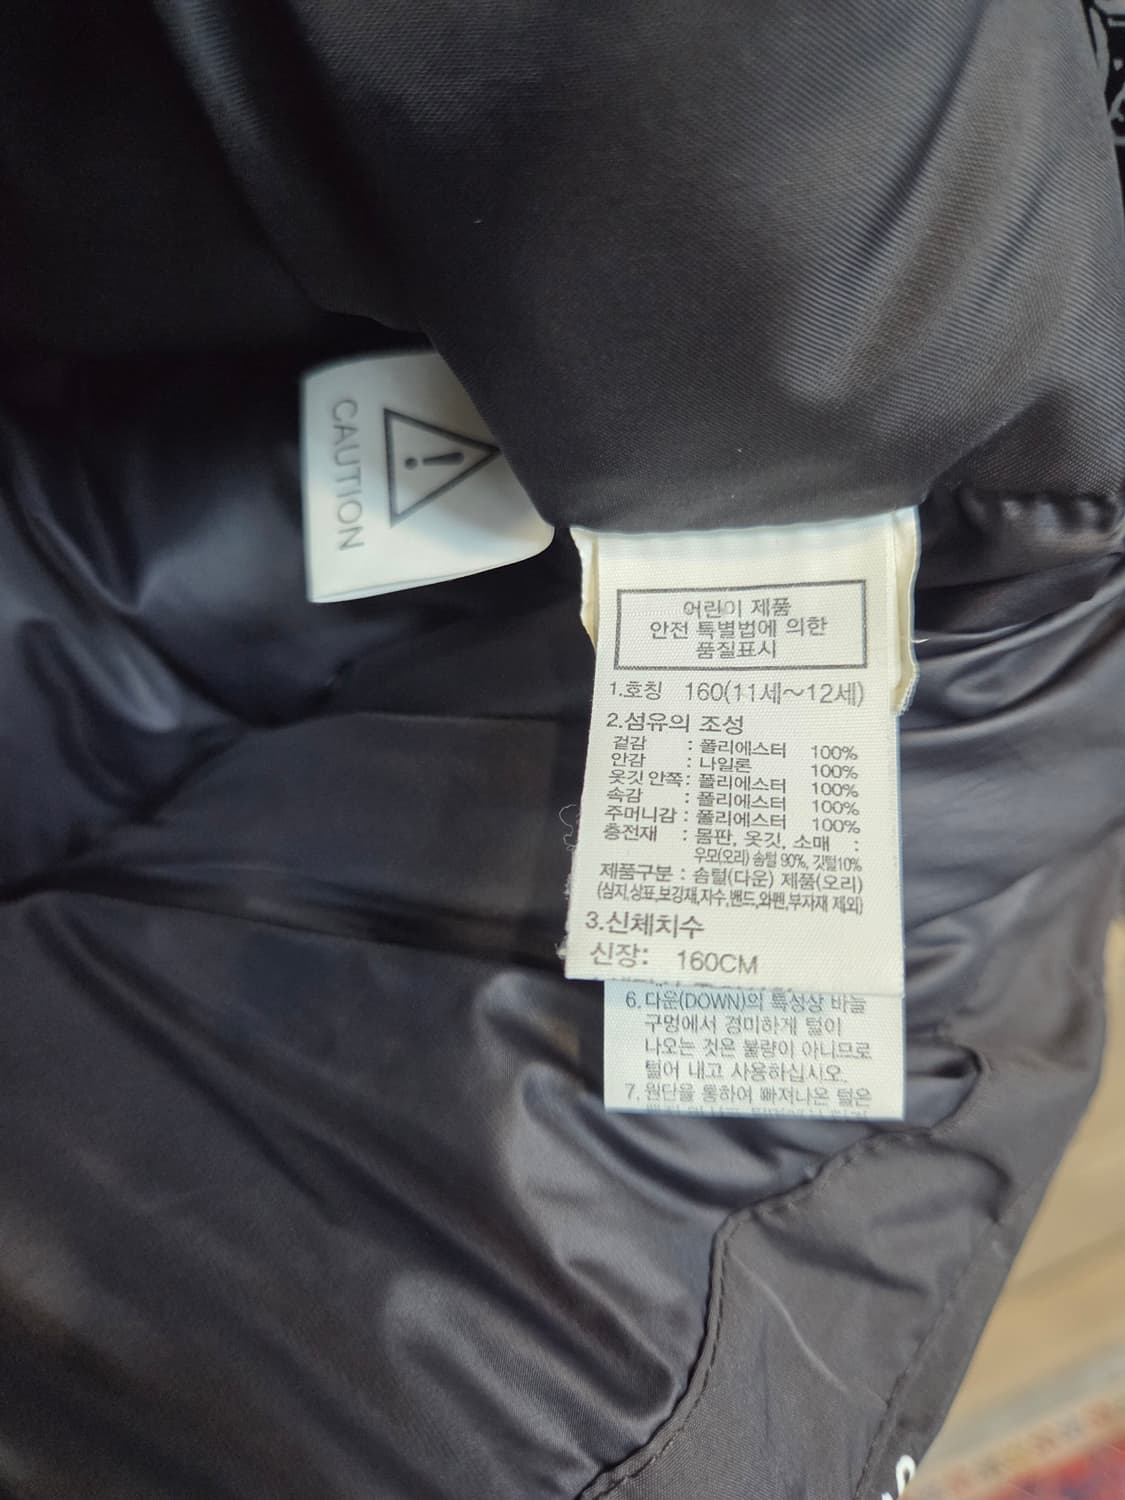 CAUTION
어린이 제품
안전 특별법에 의한
품질표시
1.호칭 160(11세~12세)
2.섬유의 조성
겉감 : 폴리에스터 100%
안감 : 나일론 100%
옷깃 안쪽: 폴리에스터 100%
속감 : 폴리에스터 100%
주머니감 : 폴리에스터 100%
충전재 : 몸판, 옷깃, 소매 :
우모(오리) 솜털 90%, 깃털10%
제품구분 : 솜털(다운) 제품(오리)
(심지,상표,보강재,자수,밴드,와펜,부자재 제외)
3.신체치수
신장: 160CM
6.다운(DOWN)의 특성상 바늘
구멍에서 경미하게 털이
나오는 것은 불량이 아니므로
털어 내고 사용하십시오.
7.원단을 통하여 빠져나온 털은